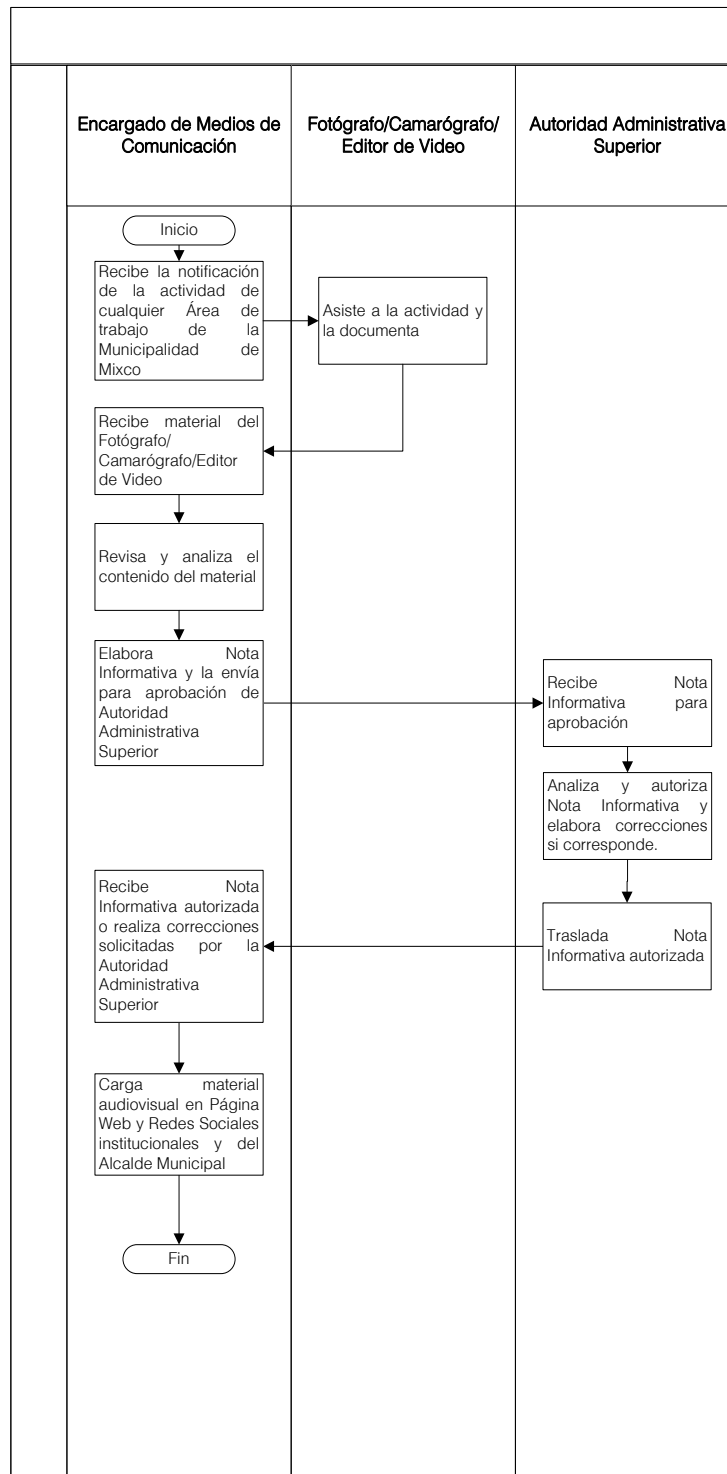 Encargado de Medios de
Comunicación
Fotógrafo/Camarógrafo/
Editor de Video
Autoridad Administrativa
Superior
Inicio
Recibe la notificación
de la actividad de
cualquier Área de
trabajo de la
Municipalidad de
Mixco
Asiste a la actividad y
la documenta
Recibe material del
Fotógrafo/
Camarógrafo/Editor
de Video
Revisa y analiza el
contenido del material
Elabora Nota
Informativa y la envía
para aprobación de
Autoridad
Administrativa
Superior
Recibe Nota
Informativa para
aprobación
Analiza y autoriza
Nota Informativa y
elabora correcciones
si corresponde.
Traslada Nota
Informativa autorizada
Recibe Nota
Informativa autorizada
o realiza correcciones
solicitadas por la
Autoridad
Administrativa
Superior
Carga material
audiovisual en Página
Web y Redes Sociales
institucionales y del
Alcalde Municipal
Fin